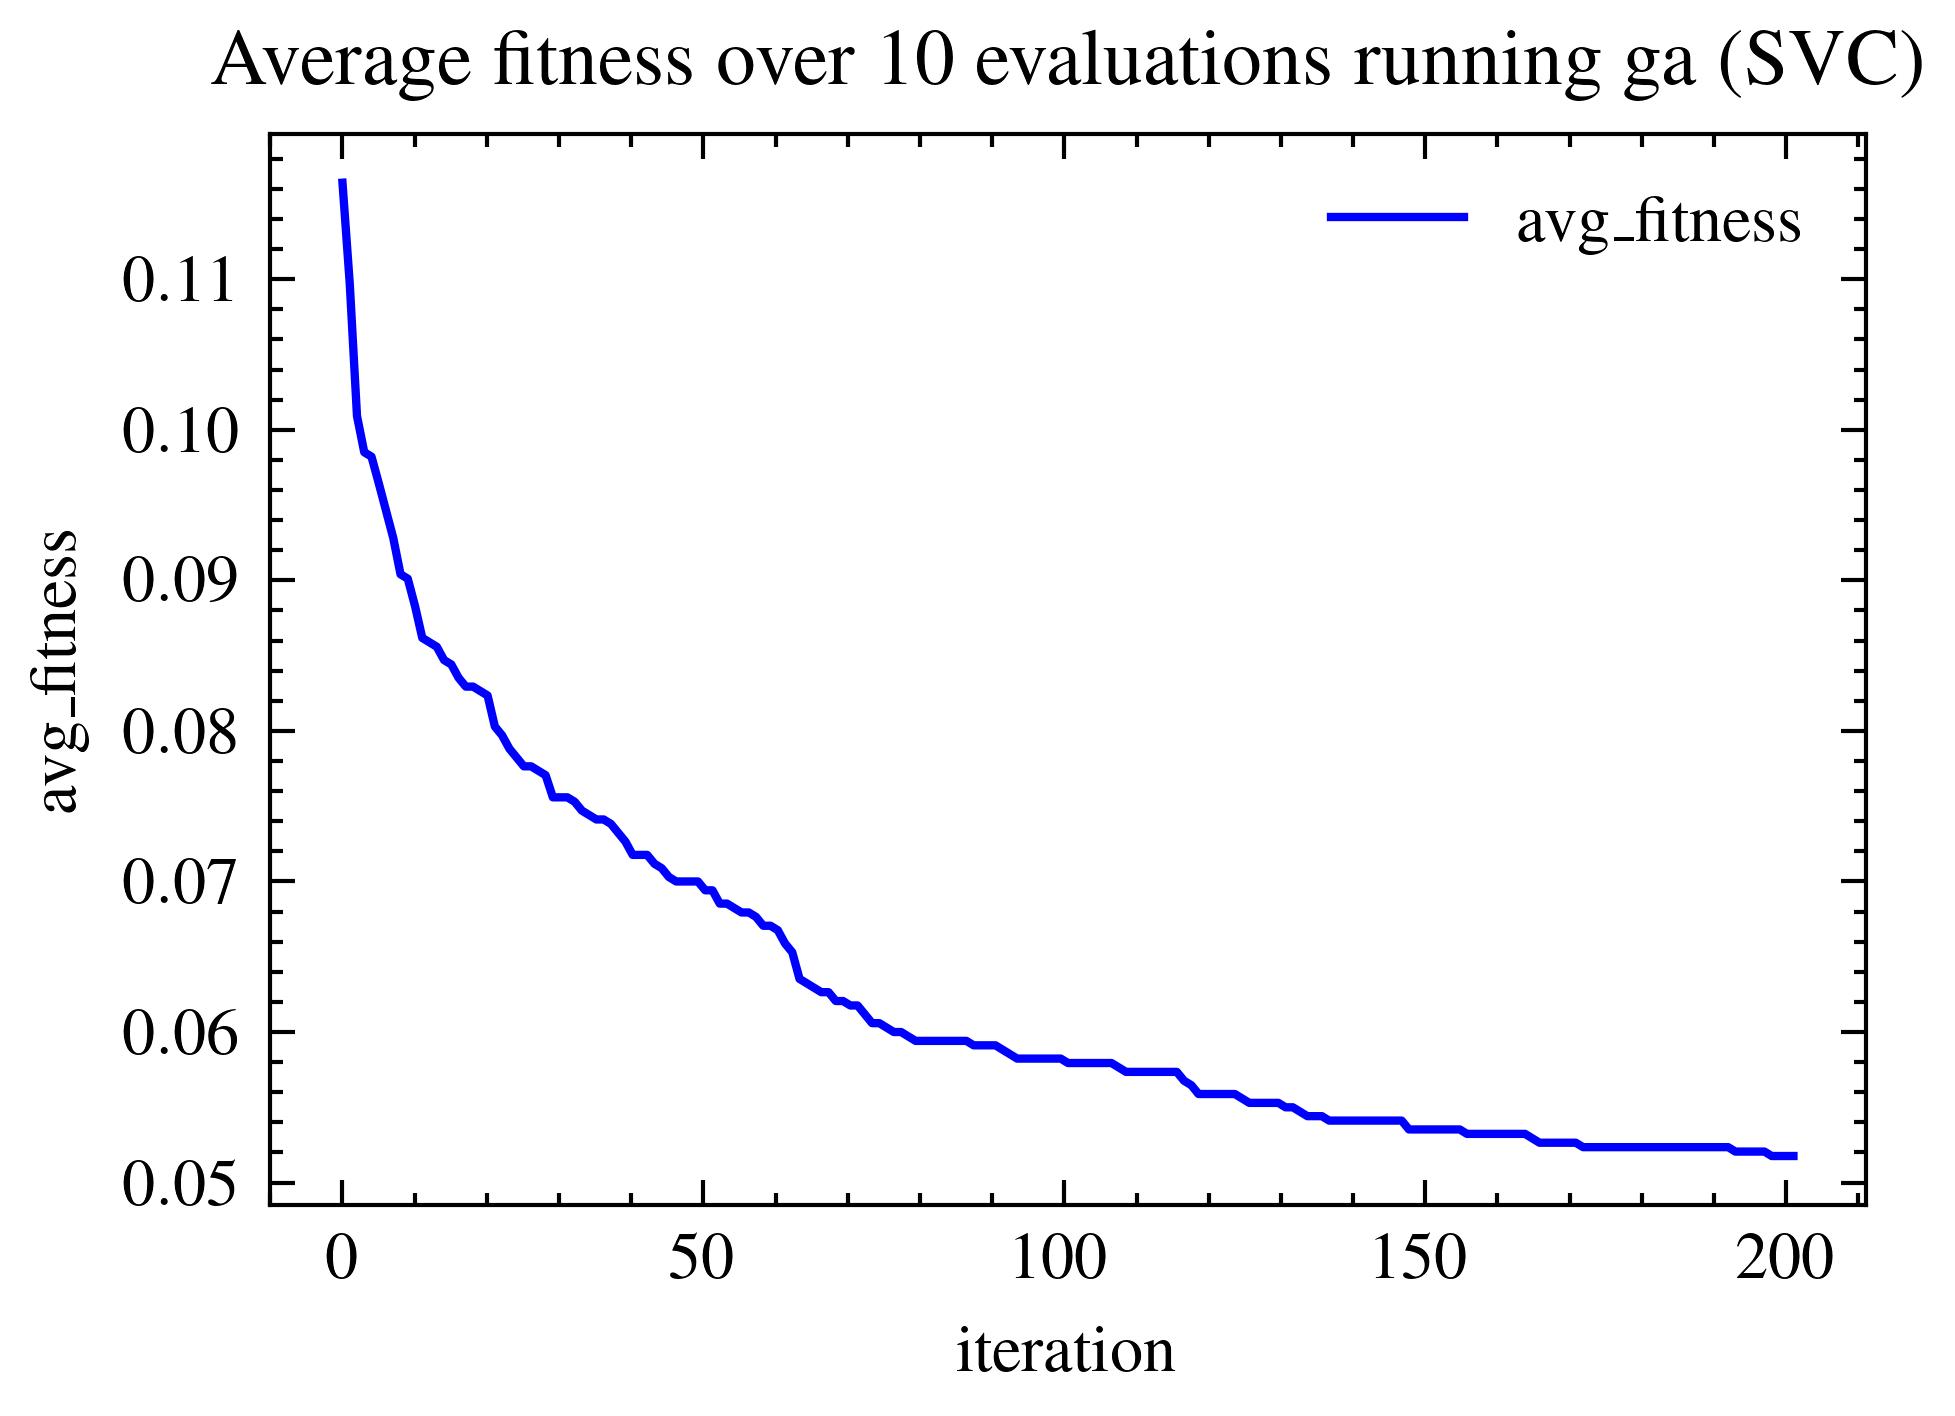 Average fitness over 10 evaluations running ga (SVC)
avg_fitness
0.11
0.10
0.09
0.08
0.07
0.06
0.05
avg_fitness
0 50 100 150 200
iteration